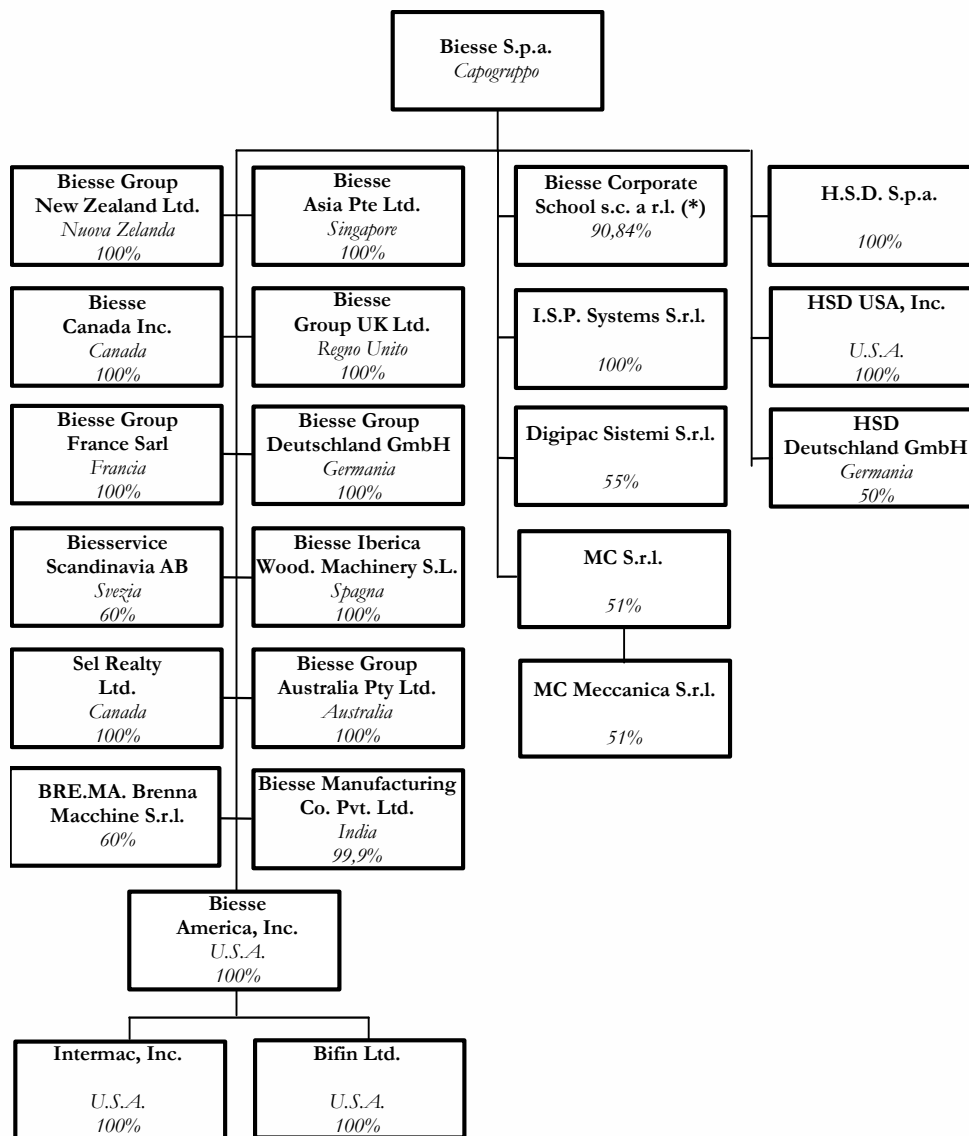 Biesse S.p.a.
Capogruppo
Biesse Group
New Zealand Ltd.
Nuova Zelanda
100%
Biesse
Asia Pte Ltd.
Singapore
100%
Biesse Corporate
School s.c. a r.l. (*)
90,84%
H.S.D. S.p.a.
100%
Biesse
Canada Inc.
Canada
100%
Biesse
Group UK Ltd.
Regno Unito
100%
I.S.P. Systems S.r.l.
100%
HSD USA, Inc.
U.S.A.
100%
Biesse Group
France Sarl
Francia
100%
Biesse Group
Deutschland GmbH
Germania
100%
Digipac Sistemi S.r.l.
55%
HSD
Deutschland GmbH
Germania
50%
Biesservice
Scandinavia AB
Svezia
60%
Biesse Iberica
Wood. Machinery S.L.
Spagna
100%
MC S.r.l.
51%
Sel Realty
Ltd.
Canada
100%
Biesse Group
Australia Pty Ltd.
Australia
100%
MC Meccanica S.r.l.
51%
BRE.MA. Brenna
Macchine S.r.l.
60%
Biesse Manufacturing
Co. Pvt. Ltd.
India
99,9%
Biesse
America, Inc.
U.S.A.
100%
Intermac, Inc.
U.S.A.
100%
Bifin Ltd.
U.S.A.
100%